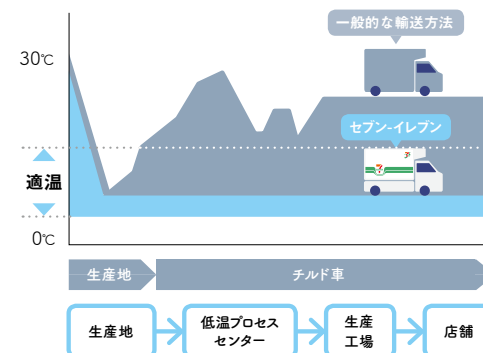 一般的な輸送方法
30℃
セブン-イレブン
7
適温
0℃
生産地
チルド車
生産地
低温プロセス
センター
生産
工場
店舗